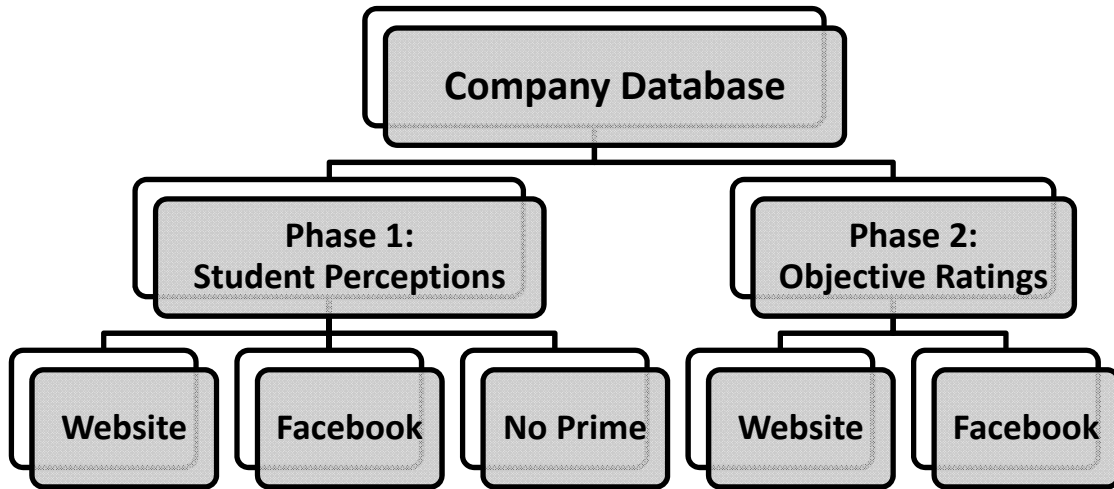 Company Database
Phase 1:
Student Perceptions
Phase 2:
Objective Ratings
Website
Facebook
No Prime
Website
Facebook